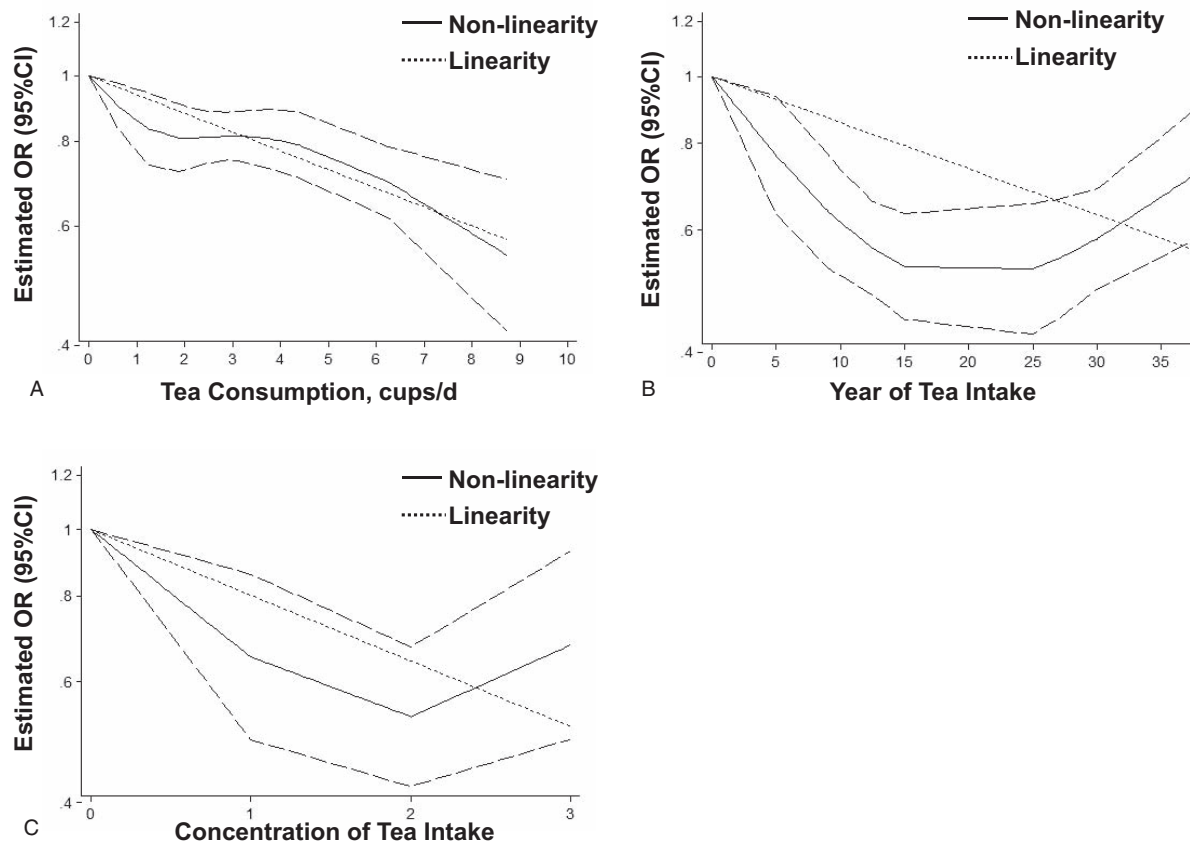 1.2
1
.8
.6
.4
Estimated OR (95%CI)
Non-linearity
Linearity
0 1 2 3 4 5 6 7 8 9 10
Tea Consumption, cups/d
A
1.2
1
.8
.6
.4
Estimated OR (95%CI)
Non-linearity
Linearity
0 5 10 15 20 25 30 35
Year of Tea Intake
B
1.2
1
.8
.6
.4
Estimated OR (95%CI)
Non-linearity
Linearity
0 1 2 3
Concentration of Tea Intake
C